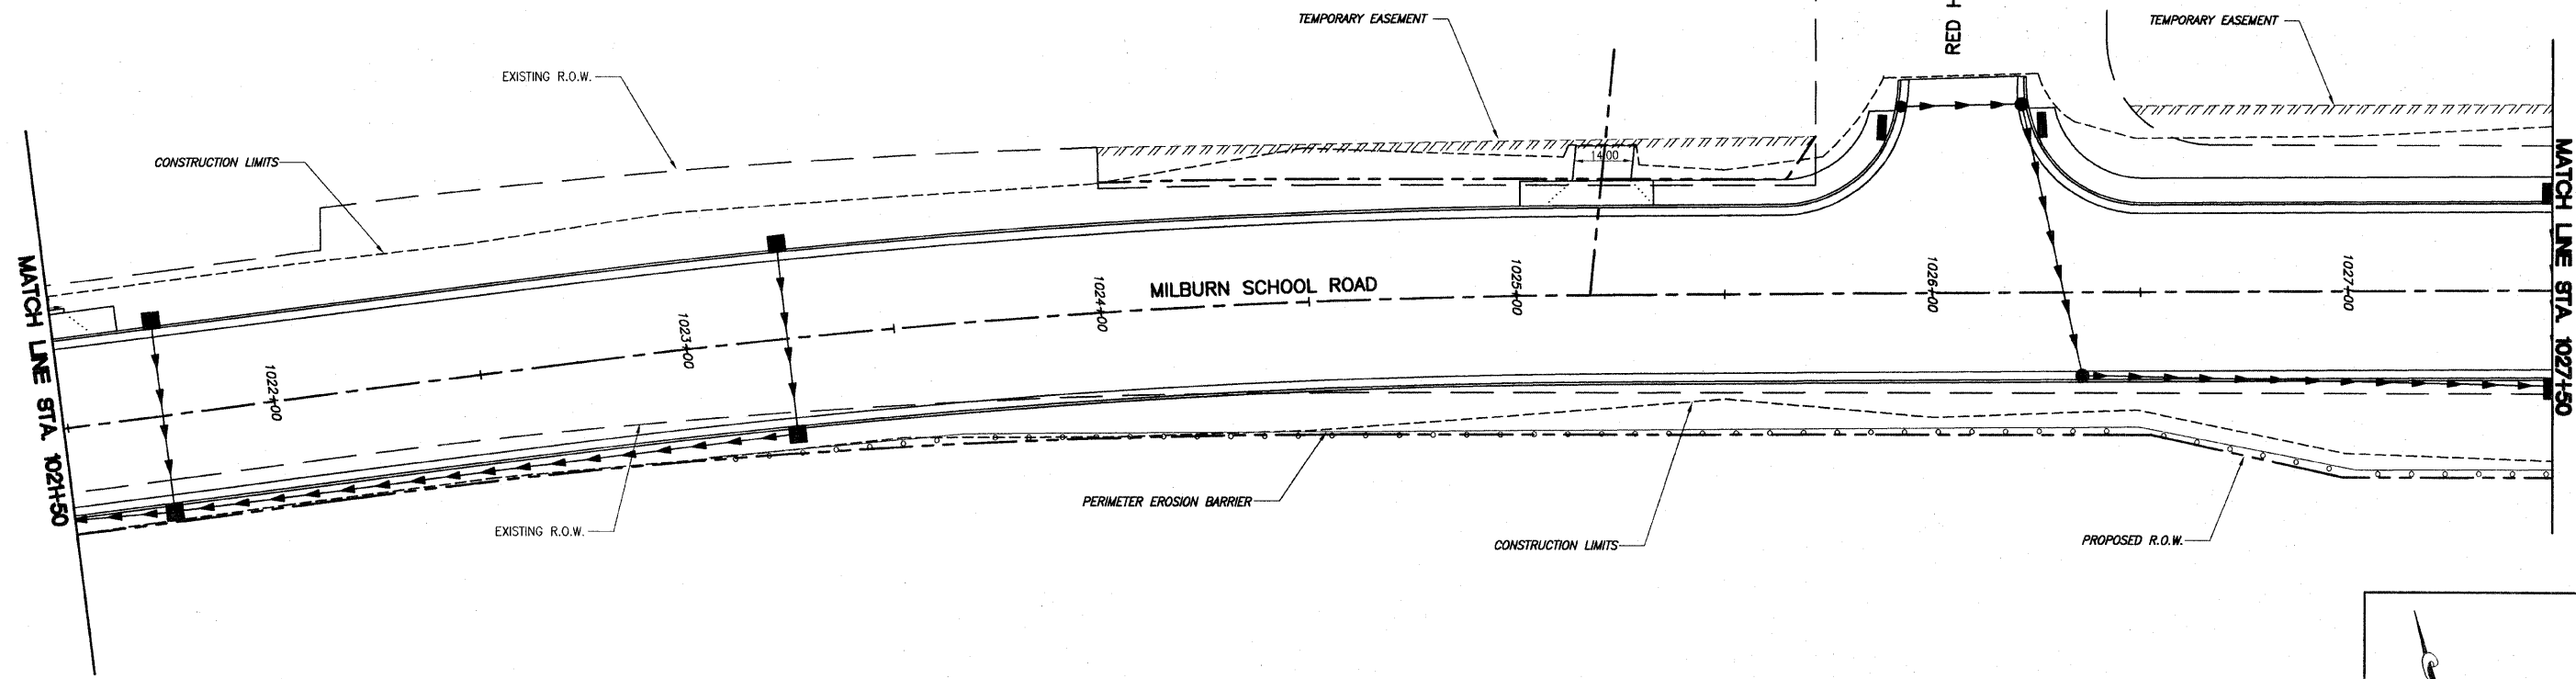 TEMPORARY EASEMENT
RED H
TEMPORARY EASEMENT
EXISTING R.O.W.
CONSTRUCTION LIMITS
14.00
MATCH LINE STA. 1021+50
1022+00
1023+00
1024+00
MILBURN SCHOOL ROAD
1025+00
1026+00
1027+00
MATCH LINE STA. 1027+50
EXISTING R.O.W.
PERIMETER EROSION BARRIER
CONSTRUCTION LIMITS
PROPOSED R.O.W.